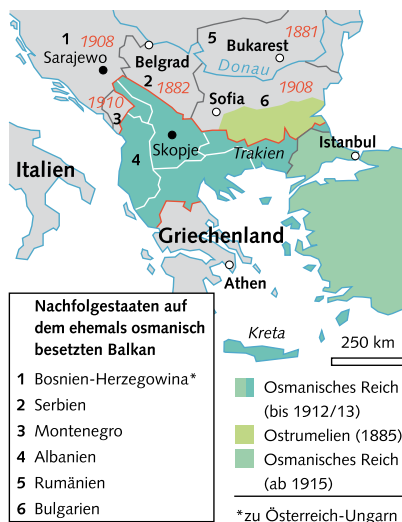 1 1908
Sarajewo
Belgrad
2
1882
5
1881
Bukarest
Donau
1908
Sofia 6
1910
3
Skopje
4
Trakien
Istanbul
Italien
Griechenland
Athen
Kreta
250 km
Nachfolgestaaten auf
dem ehemals osmanisch
besetzten Balkan
1 Bosnien-Herzegowina*
2 Serbien
3 Montenegro
4 Albanien
5 Rumänien
6 Bulgarien
Osmanisches Reich
(bis 1912/13)
Ostrumelien (1885)
Osmanisches Reich
(ab 1915)
*zu Österreich-Ungarn